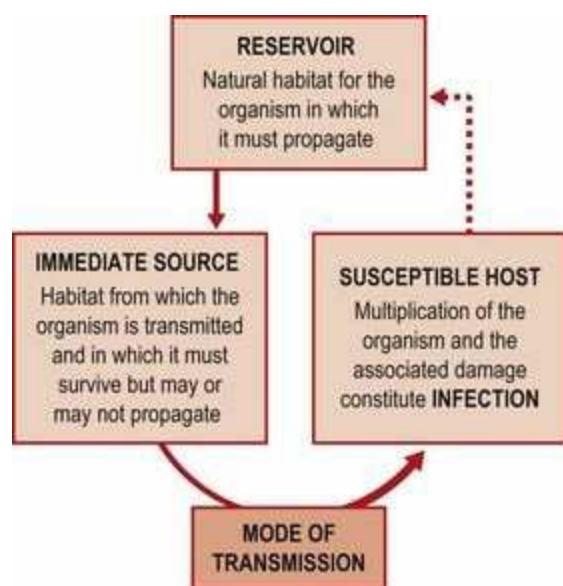 RESERVOIR
Natural habitat for the
organism in which
it must propagate
IMMEDIATE SOURCE
Habitat from which the
organism is transmitted
and in which it must
survive but may or
may not propagate
SUSCEPTIBLE HOST
Multiplication of the
organism and the
associated damage
constitute INFECTION
MODE OF
TRANSMISSION